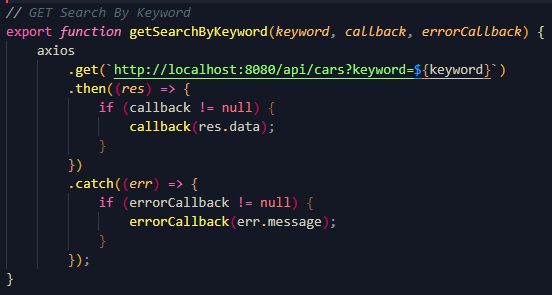 // GET Search By Keyword
export function getSearchByKeyword(keyword, callback, errorCallback) {
    axios
        .get(`http://localhost:8080/api/cars?keyword=${keyword}`)
        .then((res) => {
            if (callback != null) {
                callback(res.data);
            }
        })
        .catch((err) => {
            if (errorCallback != null) {
                errorCallback(err.message);
            }
        });
}